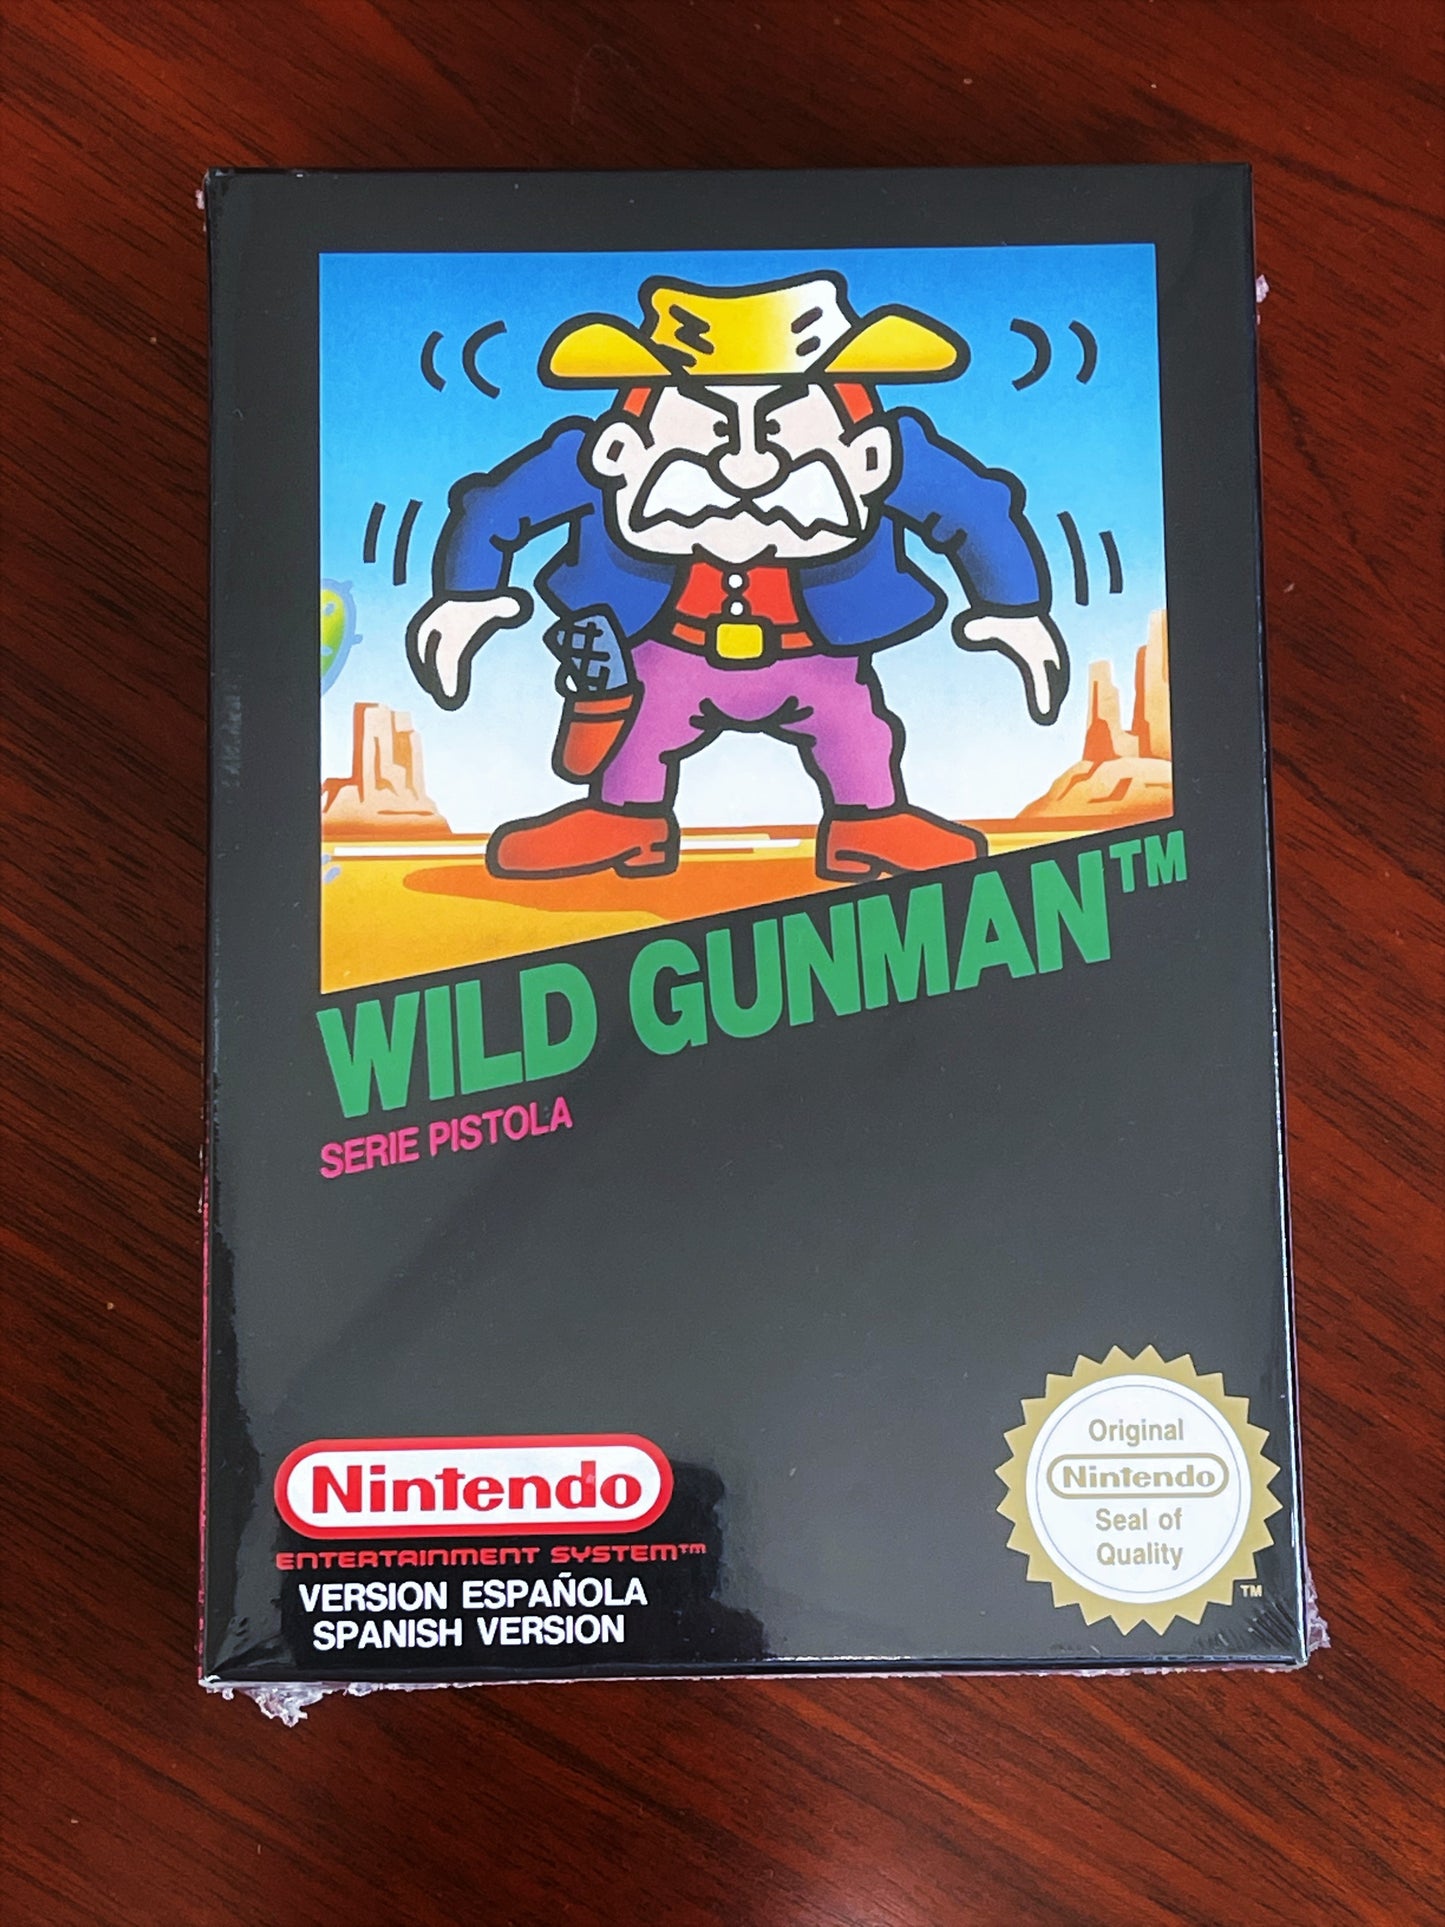 WILD GUNMAN™
SERIE PISTOLA
Nintendo
ENTERTAINMENT SYSTEM™
VERSION ESPAÑOLA
SPANISH VERSION
Original
Nintendo
Seal of
Quality
™